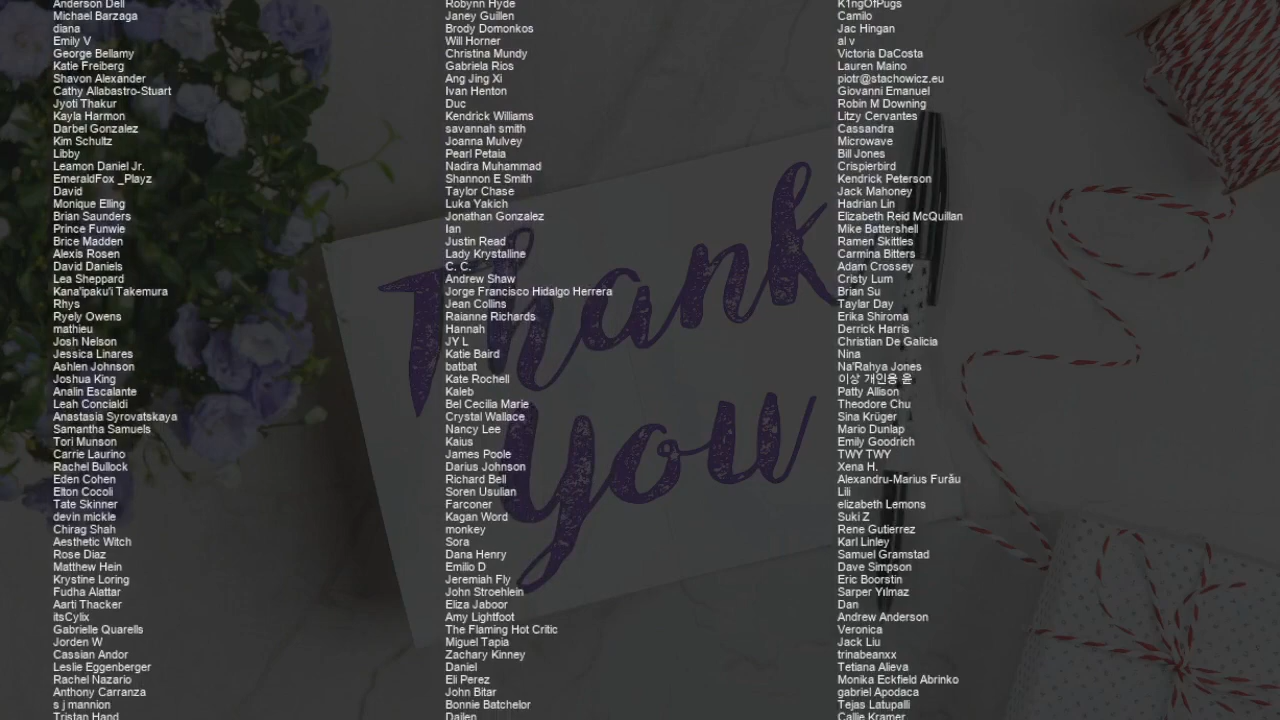 Anderson Dell
Michael Barzaga
diana
Emily V
George Bellamy
Katie Freiberg
Shavon Alexander
Cathy Allabastro-Stuart
Jyoti Thakur
Kayla Harmon
Darbel Gonzalez
Kim Schultz
Libby
Leamon Daniel Jr.
EmeraldFox _Playz
David
Monique Elling
Brian Saunders
Prince Funwie
Brice Madden
Alexis Rosen
David Daniels
Lea Sheppard
Kana'ipaku'i Takemura
Rhys
Ryely Owens
mathieu
Josh Nelson
Jessica Linares
Ashlen Johnson
Joshua King
Analin Escalante
Leah Concialdi
Anastasia Syrovatskaya
Samantha Samuels
Tori Munson
Carrie Laurino
Rachel Bullock
Eden Cohen
Elton Cocoli
Tate Skinner
devin mickle
Chirag Shah
Aesthetic Witch
Rose Diaz
Matthew Hein
Krystine Loring
Fudha Alattar
Aarti Thacker
itsCylix
Gabrielle Quarells
Jorden W
Cassian Andor
Leslie Eggenberger
Rachel Nazario
Anthony Carranza
s j mannion
Tristan Hand
Robynn Hyde
Janey Guillen
Brody Domonkos
Will Horner
Christina Mundy
Gabriela Rios
Ang Jing Xi
Ivan Henton
Duc
Kendrick Williams
savannah smith
Joanna Mulvey
Pearl Petaia
Nadira Muhammad
Shannon E Smith
Taylor Chase
Luka Yakich
Jonathan Gonzalez
Ian
Justin Read
Lady Krystalline
C. C.
Andrew Shaw
Jorge Francisco Hidalgo Herrera
Jean Collins
Raianne Richards
Hannah
JY L
Katie Baird
batbat
Kate Rochell
Kaleb
Bel Cecilia Marie
Crystal Wallace
Nancy Lee
Kaius
James Poole
Darius Johnson
Richard Bell
Soren Usulian
Farconer
Kagan Word
monkey
Sora
Dana Henry
Emilio D
Jeremiah Fly
John Stroehlein
Eliza Jaboor
Amy Lightfoot
The Flaming Hot Critic
Miguel Tapia
Zachary Kinney
Daniel
Eli Perez
John Bitar
Bonnie Batchelor
Dailen
K1ngOfPugs
Camilo
Jac Hingan
al v
Victoria DaCosta
Lauren Maino
piotr@stachowicz.eu
Giovanni Emanuel
Robin M Downing
Litzy Cervantes
Cassandra
Microwave
Bill Jones
Crispierbird
Kendrick Peterson
Jack Mahoney
Hadrian Lin
Elizabeth Reid McQuillan
Mike Battershell
Ramen Skittles
Carmina Bitters
Adam Crossey
Cristy Lum
Brian Su
Taylar Day
Erika Shiroma
Derrick Harris
Christian De Galicia
Nina
Na'Rahya Jones
이상 개인용 윤
Patty Allison
Theodore Chu
Sina Krüger
Mario Dunlap
Emily Goodrich
TWY TWY
Xena H.
Alexandru-Marius Furău
Lili
elizabeth Lemons
Suki Z
Rene Gutierrez
Karl Linley
Samuel Gramstad
Dave Simpson
Eric Boorstin
Sarper Yılmaz
Dan
Andrew Anderson
Veronica
Jack Liu
trinabeanxx
Tetiana Alieva
Monika Eckfield Abrinko
gabriel Apodaca
Tejas Latupalli
Callie Kramer
Thank
you